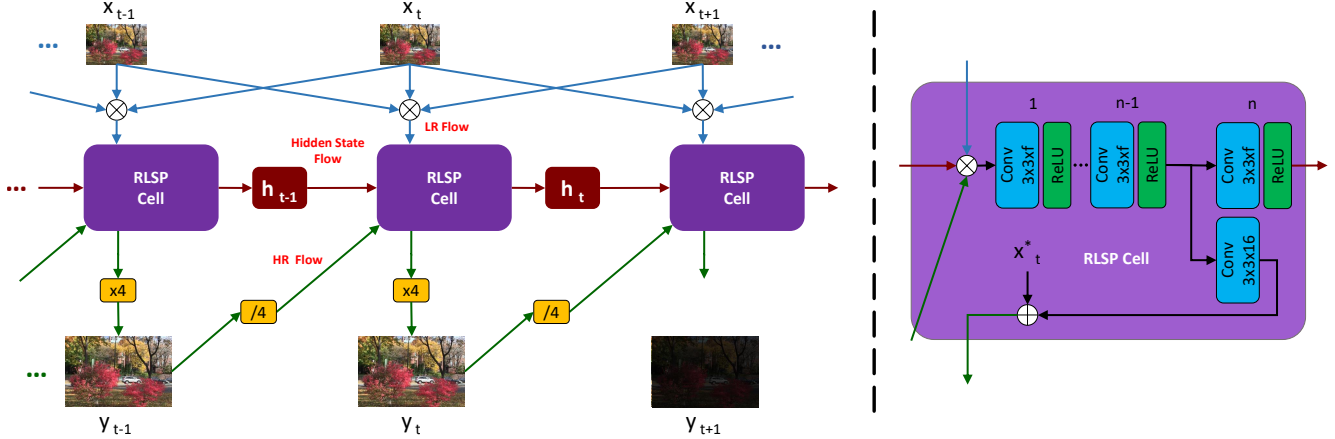 x t-1
x t
x t+1
...
...
LR Flow
Hidden State
Flow
...
RLSP
Cell
h t-1
RLSP
Cell
h t
RLSP
Cell
HR Flow
x4
/4
x4
/4
...
y t-1
y t
y t+1
1
n-1
n
Conv
3x3xf
ReLU
...
Conv
3x3xf
ReLU
Conv
3x3xf
ReLU
Conv
3x3x16
x* t
RLSP Cell